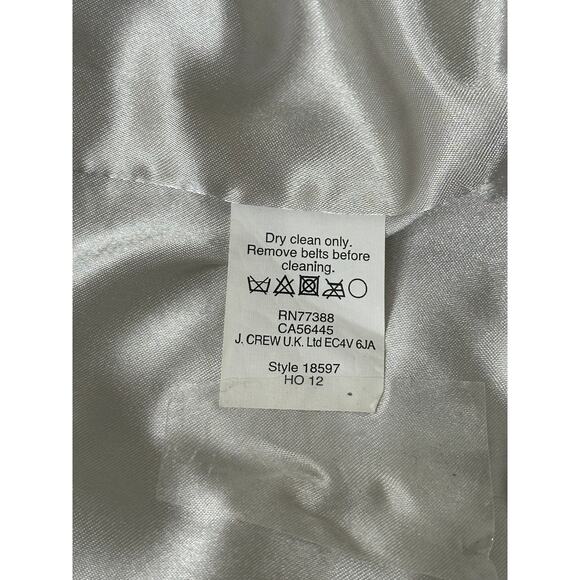 Dry clean only.
Remove belts before
cleaning.
RN77388
CA56445
J. CREW U.K. Ltd EC4V 6JA
Style 18597
HO 12